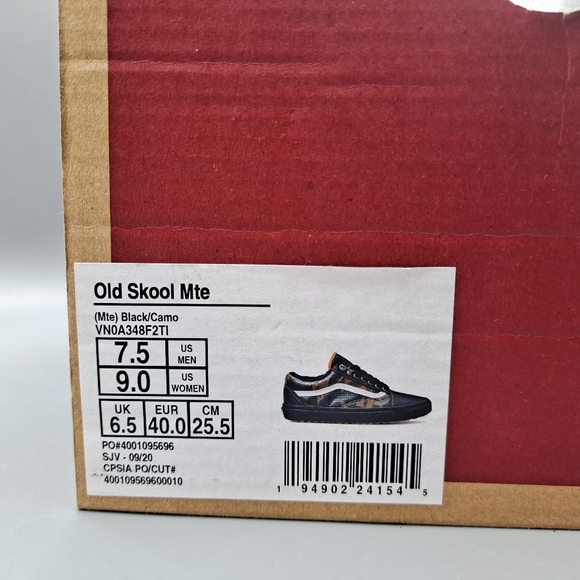 Old Skool Mte
(Mte) Black/Camo
VN0A348F2TI
7.5 US MEN
9.0 US WOMEN
UK EUR CM
6.5 40.0 25.5
PO#4001095696
SJV - 09/20
CPSIA PO/CUT#
400109569600010
1 94902 24154 5